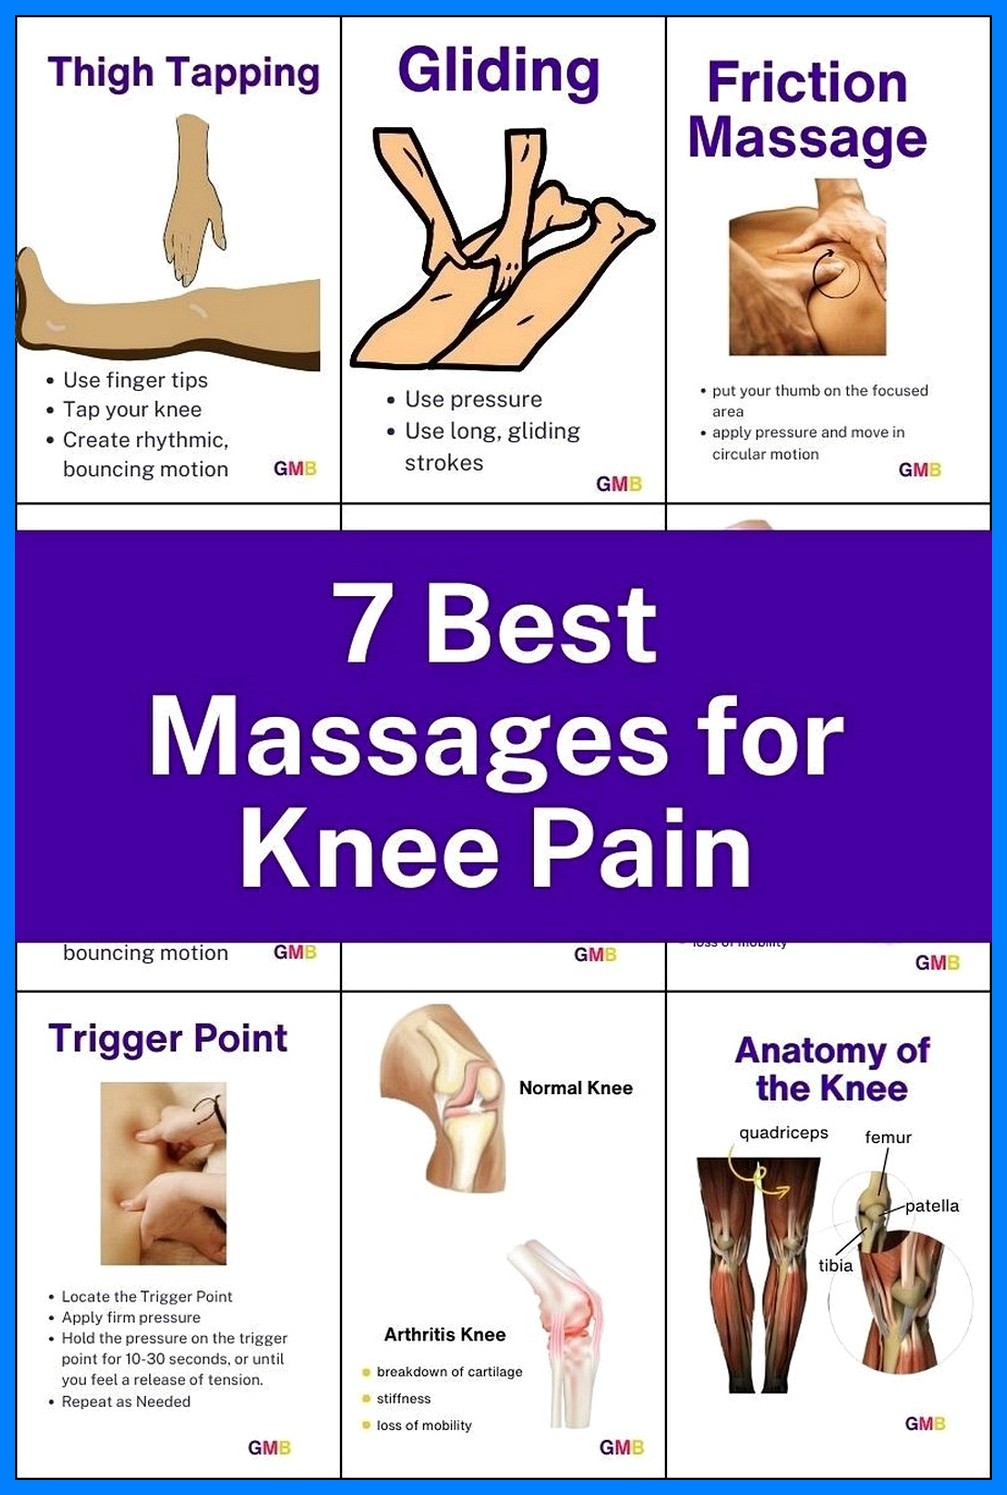 Thigh Tapping
• Use finger tips
• Tap your knee
• Create rhythmic,
bouncing motion
GMB
Gliding
• Use pressure
• Use long, gliding
strokes
GMB
Friction
Massage
• put your thumb on the focused
area
• apply pressure and move in
circular motion
GMB
7 Best
Massages for
Knee Pain
bouncing motion
GMB
GMB
loss of mobility
GMB
Trigger Point
• Locate the Trigger Point
• Apply firm pressure
• Hold the pressure on the trigger
point for 10-30 seconds, or until
you feel a release of tension.
• Repeat as Needed
GMB
Normal Knee
Arthritis Knee
• breakdown of cartilage
• stiffness
• loss of mobility
GMB
Anatomy of
the Knee
quadriceps
femur
patella
tibia
GMB